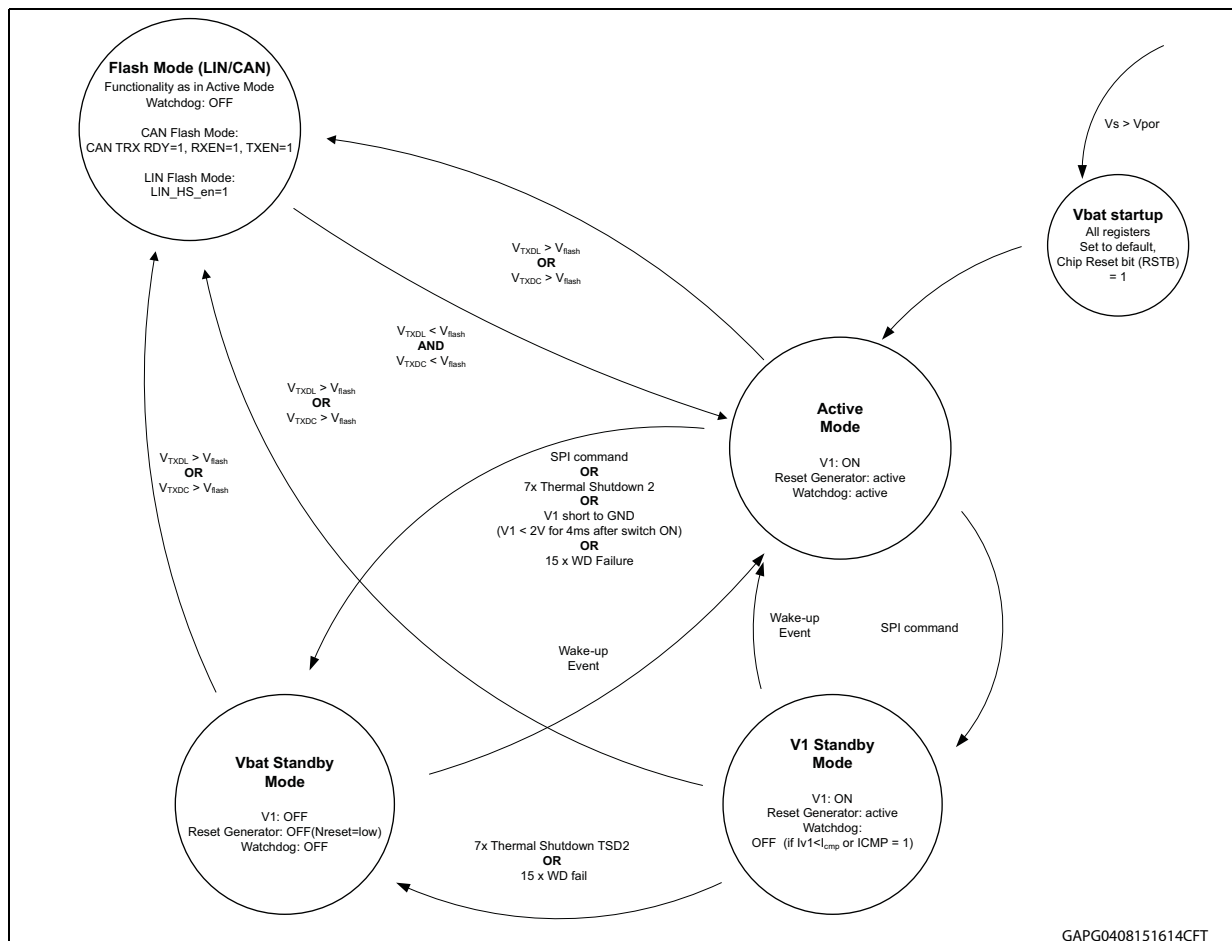 Flash Mode (LIN/CAN)
Functionality as in Active Mode
Watchdog: OFF
CAN Flash Mode:
CAN TRX RDY=1, RXEN=1, TXEN=1
LIN Flash Mode:
LIN_HS_en=1
Vs > Vpor
Vbat startup
All registers
Set to default,
Chip Reset bit (RSTB)
= 1
VTXDL > Vflash
OR
VTXDC > Vflash
VTXDL < Vflash
AND
VTXDC < Vflash
VTXDL > Vflash
OR
VTXDC > Vflash
VTXDL > Vflash
OR
VTXDC > Vflash
Active
Mode
V1: ON
Reset Generator: active
Watchdog: active
SPI command
OR
7x Thermal Shutdown 2
OR
V1 short to GND
(V1 < 2V for 4ms after switch ON)
OR
15 x WD Failure
Wake-up
Event
Wake-up
Event
SPI command
Vbat Standby
Mode
V1: OFF
Reset Generator: OFF(Nreset=low)
Watchdog: OFF
V1 Standby
Mode
V1: ON
Reset Generator: active
Watchdog:
OFF (if Iv1<Icmp or ICMP = 1)
7x Thermal Shutdown TSD2
OR
15 x WD fail
GAPG0408151614CFT